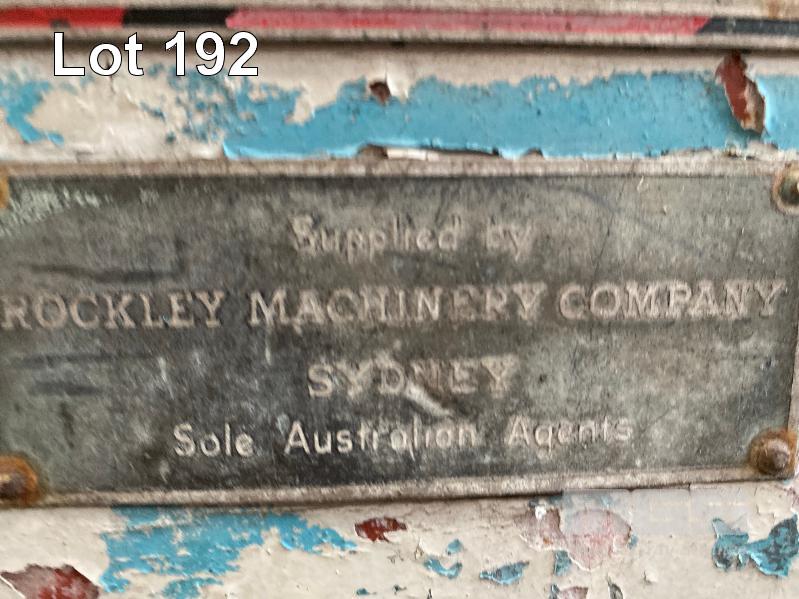 Lot 192
Supplied by
ROCKLEY MACHINERY COMPANY
SYDNEY
Sole Australian Agents